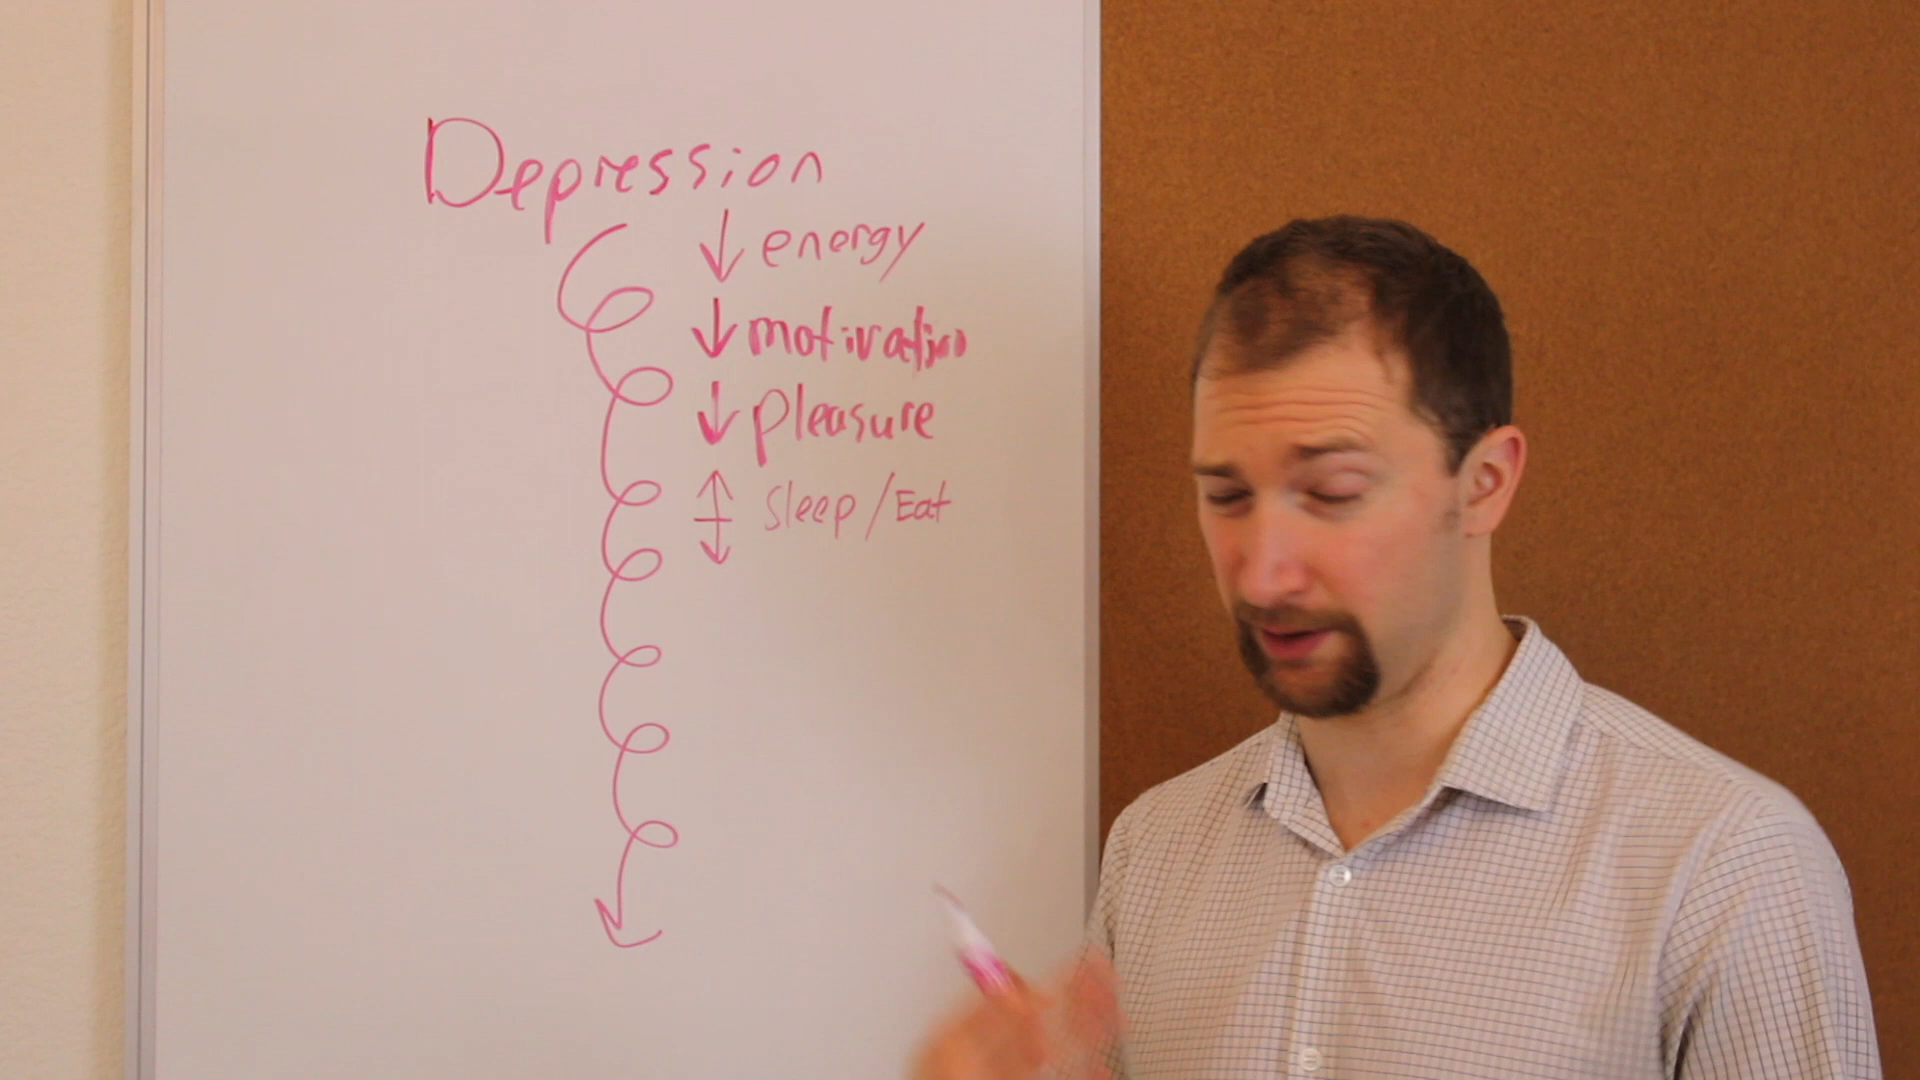 Depression
↓ energy
↓ motivation
↓ pleasure
↕ Sleep/Eat